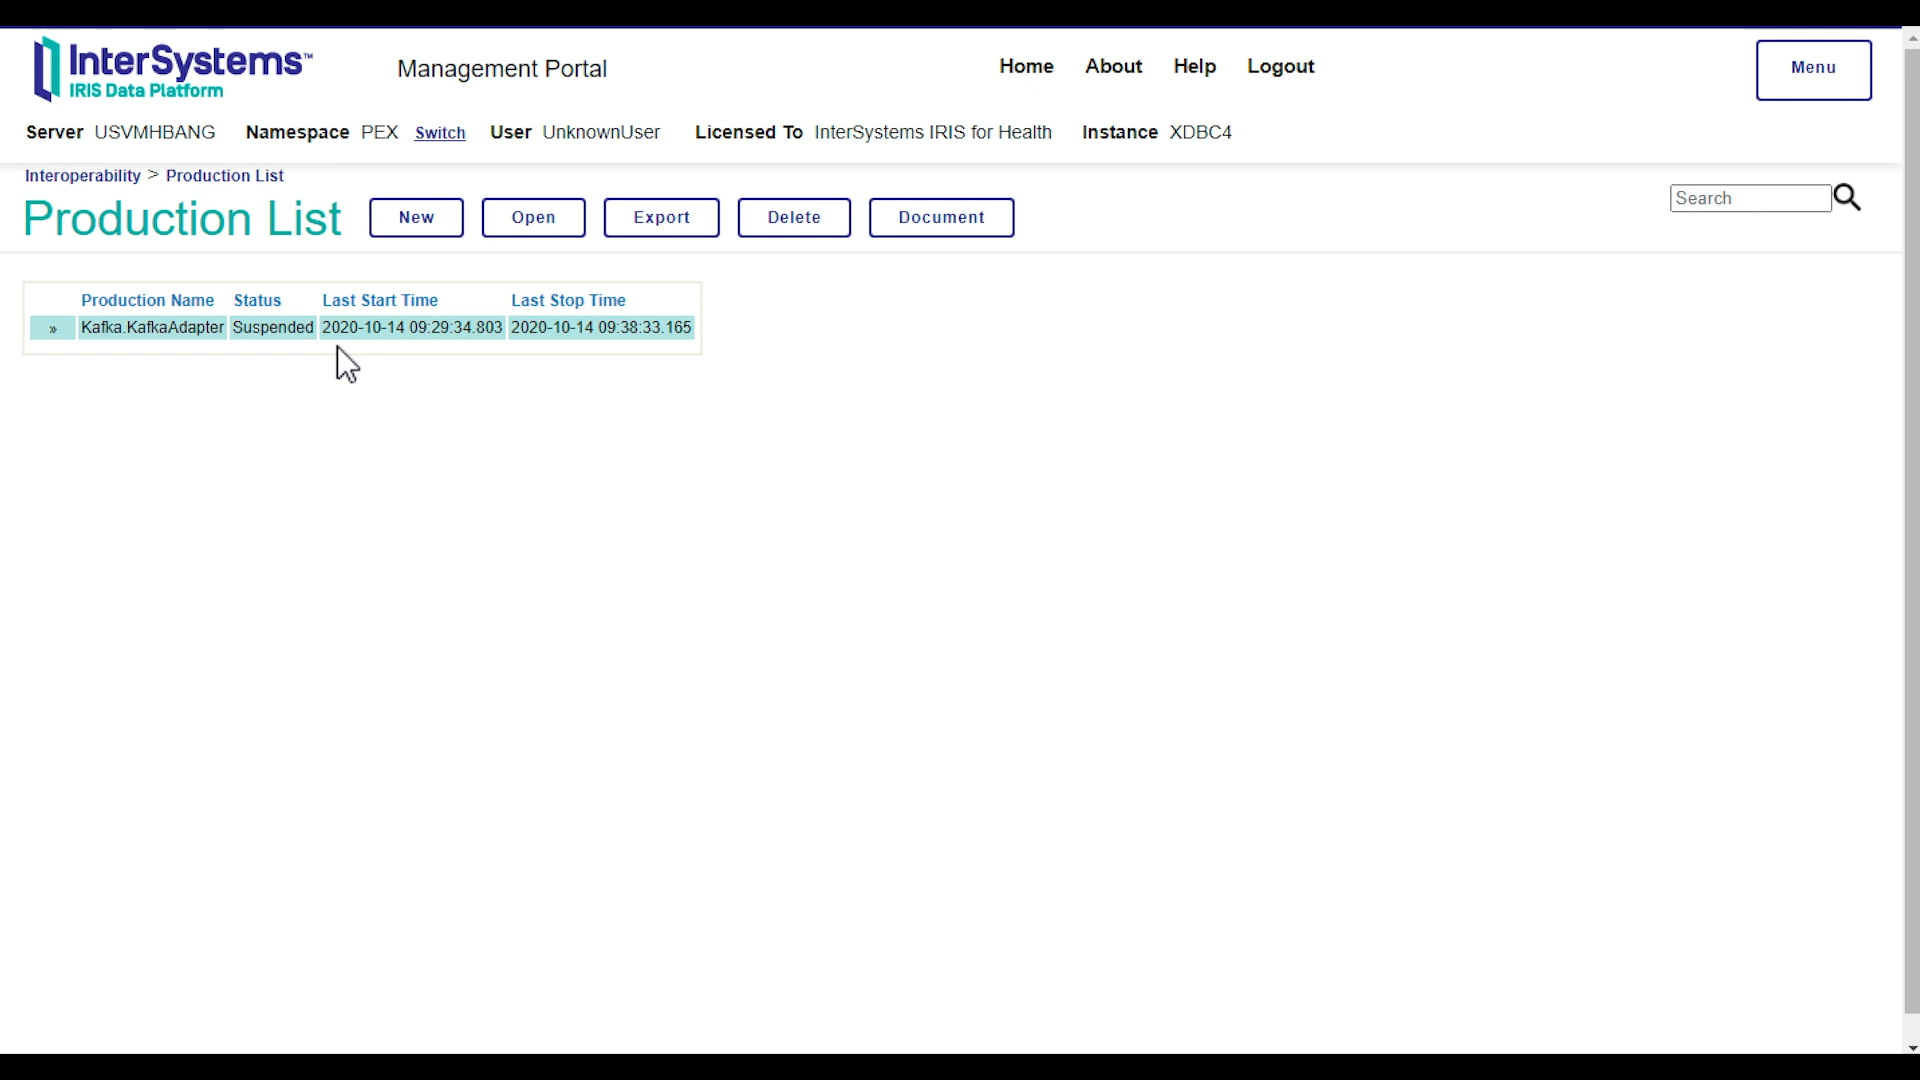 InterSystems™
IRIS Data Platform
Management Portal
Home About Help Logout
Menu
Server USVMHBANG Namespace PEX Switch User UnknownUser Licensed To InterSystems IRIS for Health Instance XDBC4
Interoperability > Production List
Production List New Open Export Delete Document
Search
Production Name Status Last Start Time Last Stop Time
» Kafka.KafkaAdapter Suspended 2020-10-14 09:29:34.803 2020-10-14 09:38:33.165